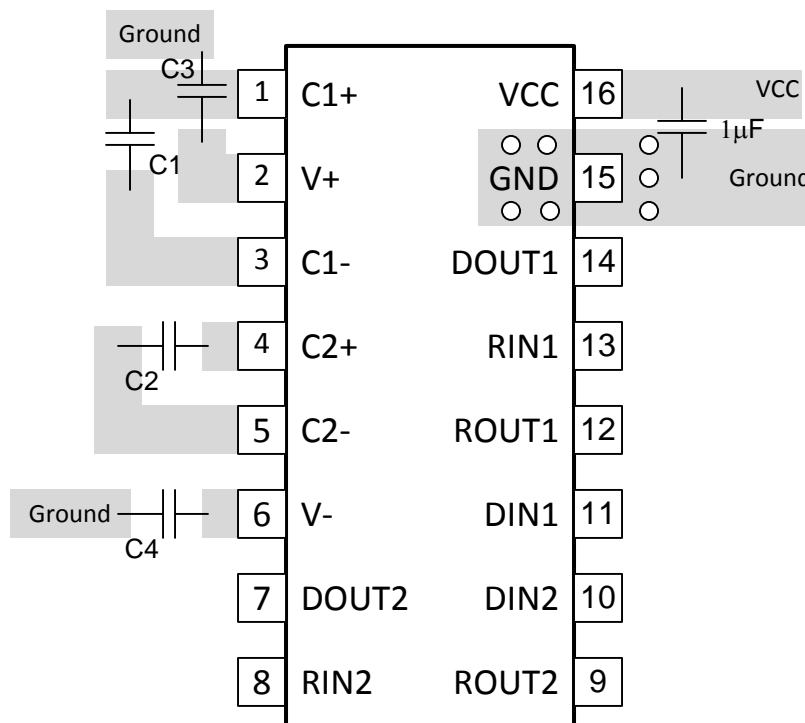 Ground
C3
1 C1+ VCC 16 VCC
C1
1μF
2 V+ GND 15 Ground
3 C1- DOUT1 14
4 C2+ RIN1 13
C2
5 C2- ROUT1 12
Ground 6 V- DIN1 11
C4
7 DOUT2 DIN2 10
8 RIN2 ROUT2 9